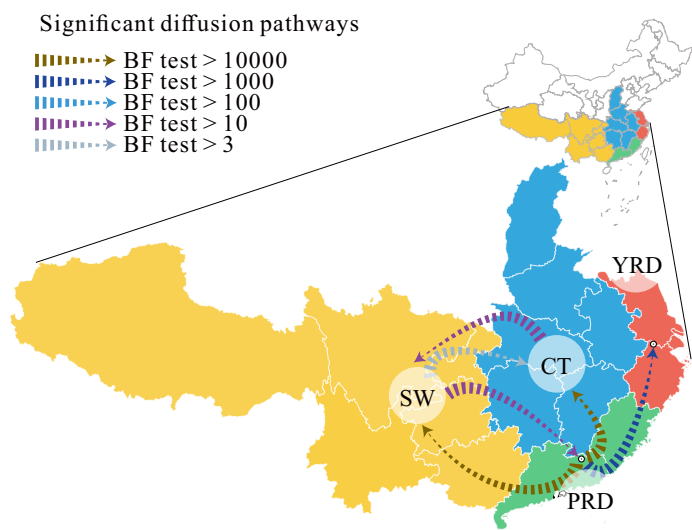 Significant diffusion pathways
BF test > 10000
BF test > 1000
BF test > 100
BF test > 10
BF test > 3
YRD
CT
SW
PRD